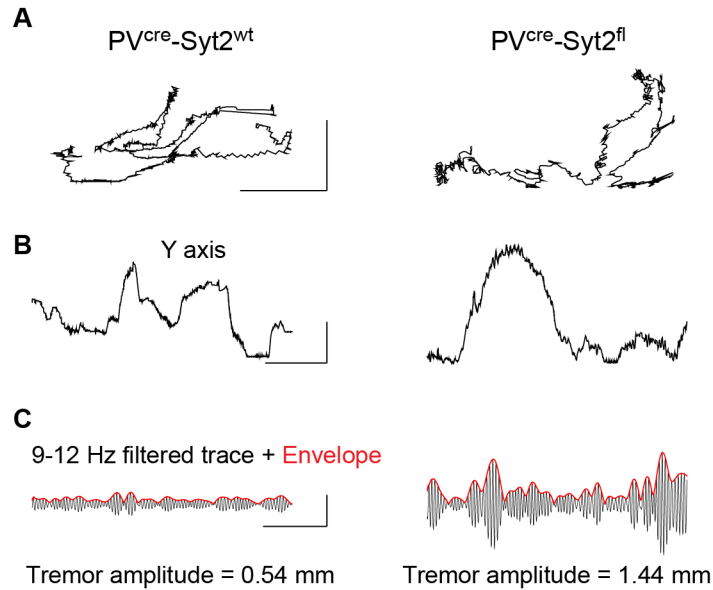 A
PVcre-Syt2wt
PVcre-Syt2fl
B
Y axis
C
9-12 Hz filtered trace + Envelope
Tremor amplitude = 0.54 mm
Tremor amplitude = 1.44 mm